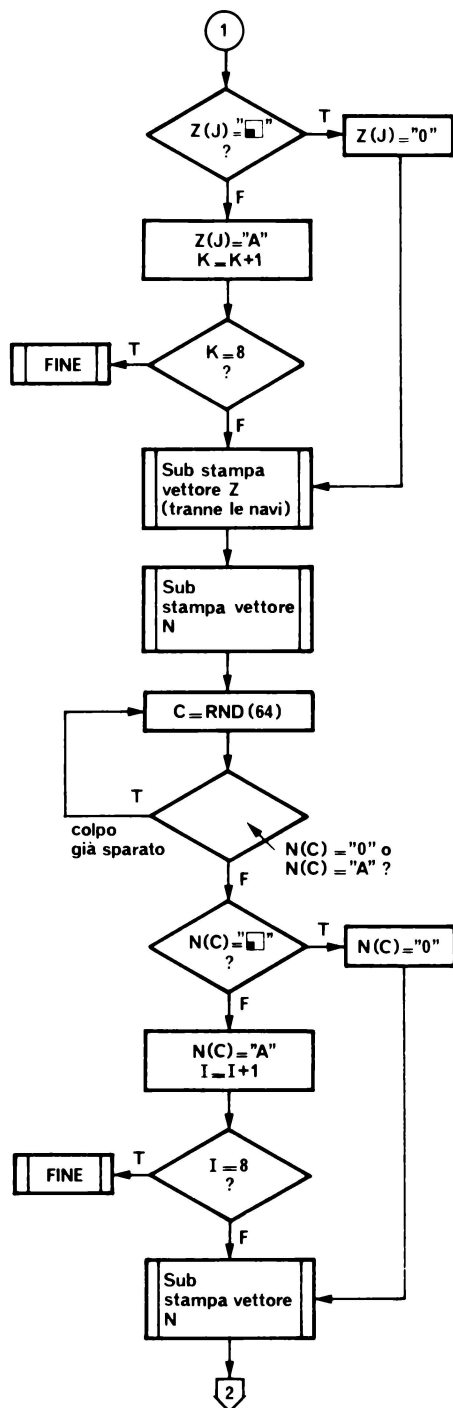 1
Z(J)="◪"
?
T
Z(J)="0"
F
Z(J)="A"
K=K+1
K=8
?
T
FINE
F
Sub stampa
vettore Z
(tranne le navi)
Sub
stampa vettore
N
C=RND(64)
T
colpo
già sparato
N(C)="0" o
N(C)="A" ?
F
N(C)="◪"
?
T
N(C)="0"
F
N(C)="A"
I=I+1
I=8
?
T
FINE
F
Sub
stampa vettore
N
2